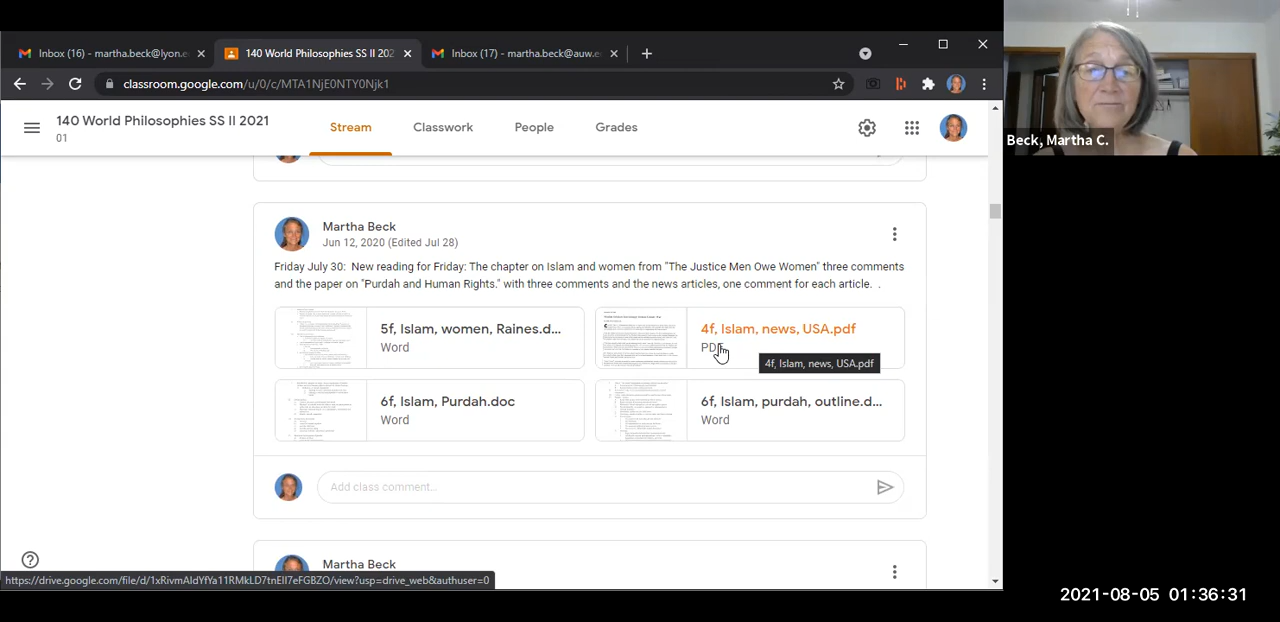 Inbox (16) - martha.beck@lyon.e
140 World Philosophies SS II 202
Inbox (17) - martha.beck@auw.e
classroom.google.com/u/0/c/MTA1NjE0NTY0Njk1
140 World Philosophies SS II 2021
01
Stream
Classwork
People
Grades
Beck, Martha C.
Martha Beck
Jun 12, 2020 (Edited Jul 28)
Friday July 30: New reading for Friday: The chapter on Islam and women from "The Justice Men Owe Women" three comments
and the paper on "Purdah and Human Rights." with three comments and the news articles, one comment for each article. .
5f, Islam, women, Raines.d...
Word
4f, Islam, news, USA.pdf
PDF
4f, Islam, news, USA.pdf
6f, Islam, Purdah.doc
Word
6f, Islam, purdah, outline.d...
Word
Add class comment...
Martha Beck
https://drive.google.com/file/d/1xRivmAldYfYa11RMkLD7tnEIl7eFGBZO/view?usp=drive_web&authuser=0
2021-08-05 01:36:31